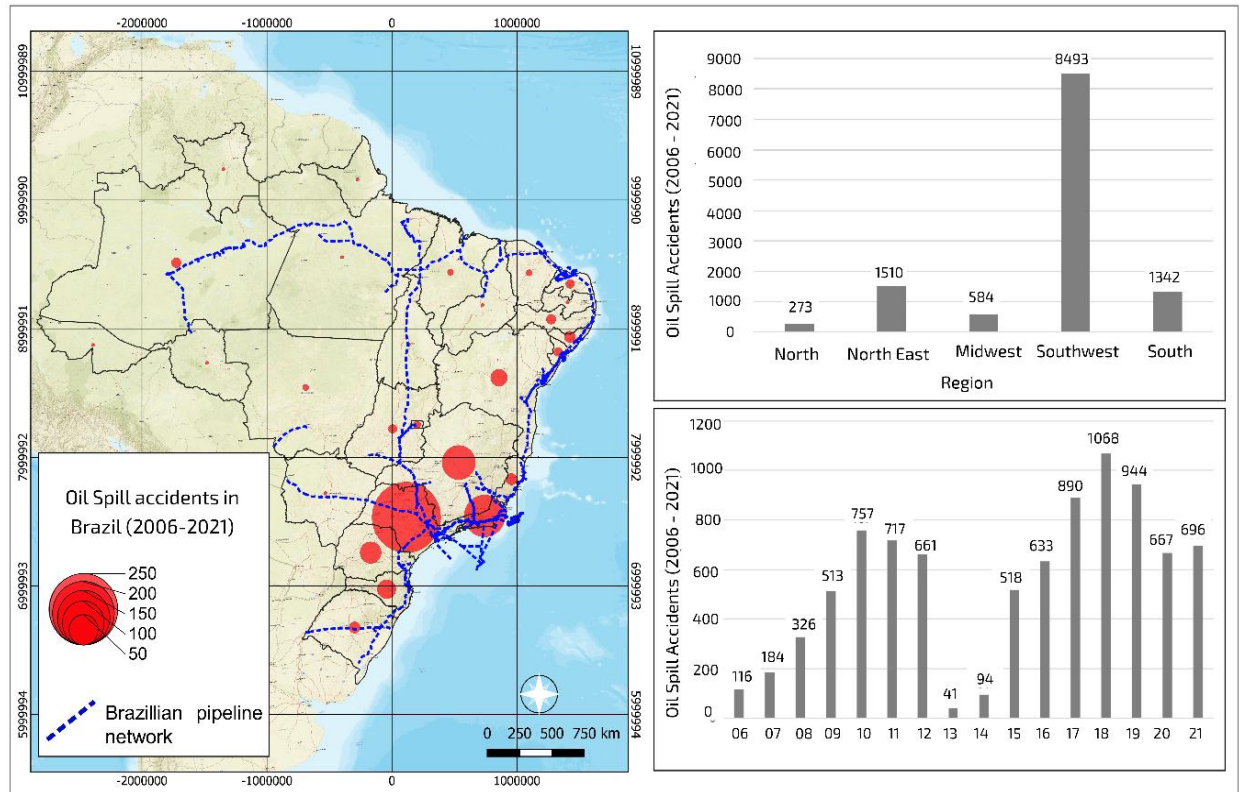 -2000000 -1000000 0 1000000
10999989 9999990 8999991 7999992 6999993 5999994
10999989 9999990 8999991 7999992 6999993 5999994
Oil Spill accidents in
Brazil (2006-2021)
250
200
150
100
50
Brazillian pipeline
network
0 250 500 750 km
-2000000 -1000000 0 1000000
Oil Spill Accidents (2006 - 2021)
9000
8000
7000
6000
5000
4000
3000
2000
1000
0
273 1510 584 8493 1342
North North East Midwest Southwest South
Region
Oil Spill Accidents (2006 - 2021)
1200
1000
800
600
400
200
0
116 184 326 513 757 717 661 41 94 518 633 890 1068 944 667 696
06 07 08 09 10 11 12 13 14 15 16 17 18 19 20 21